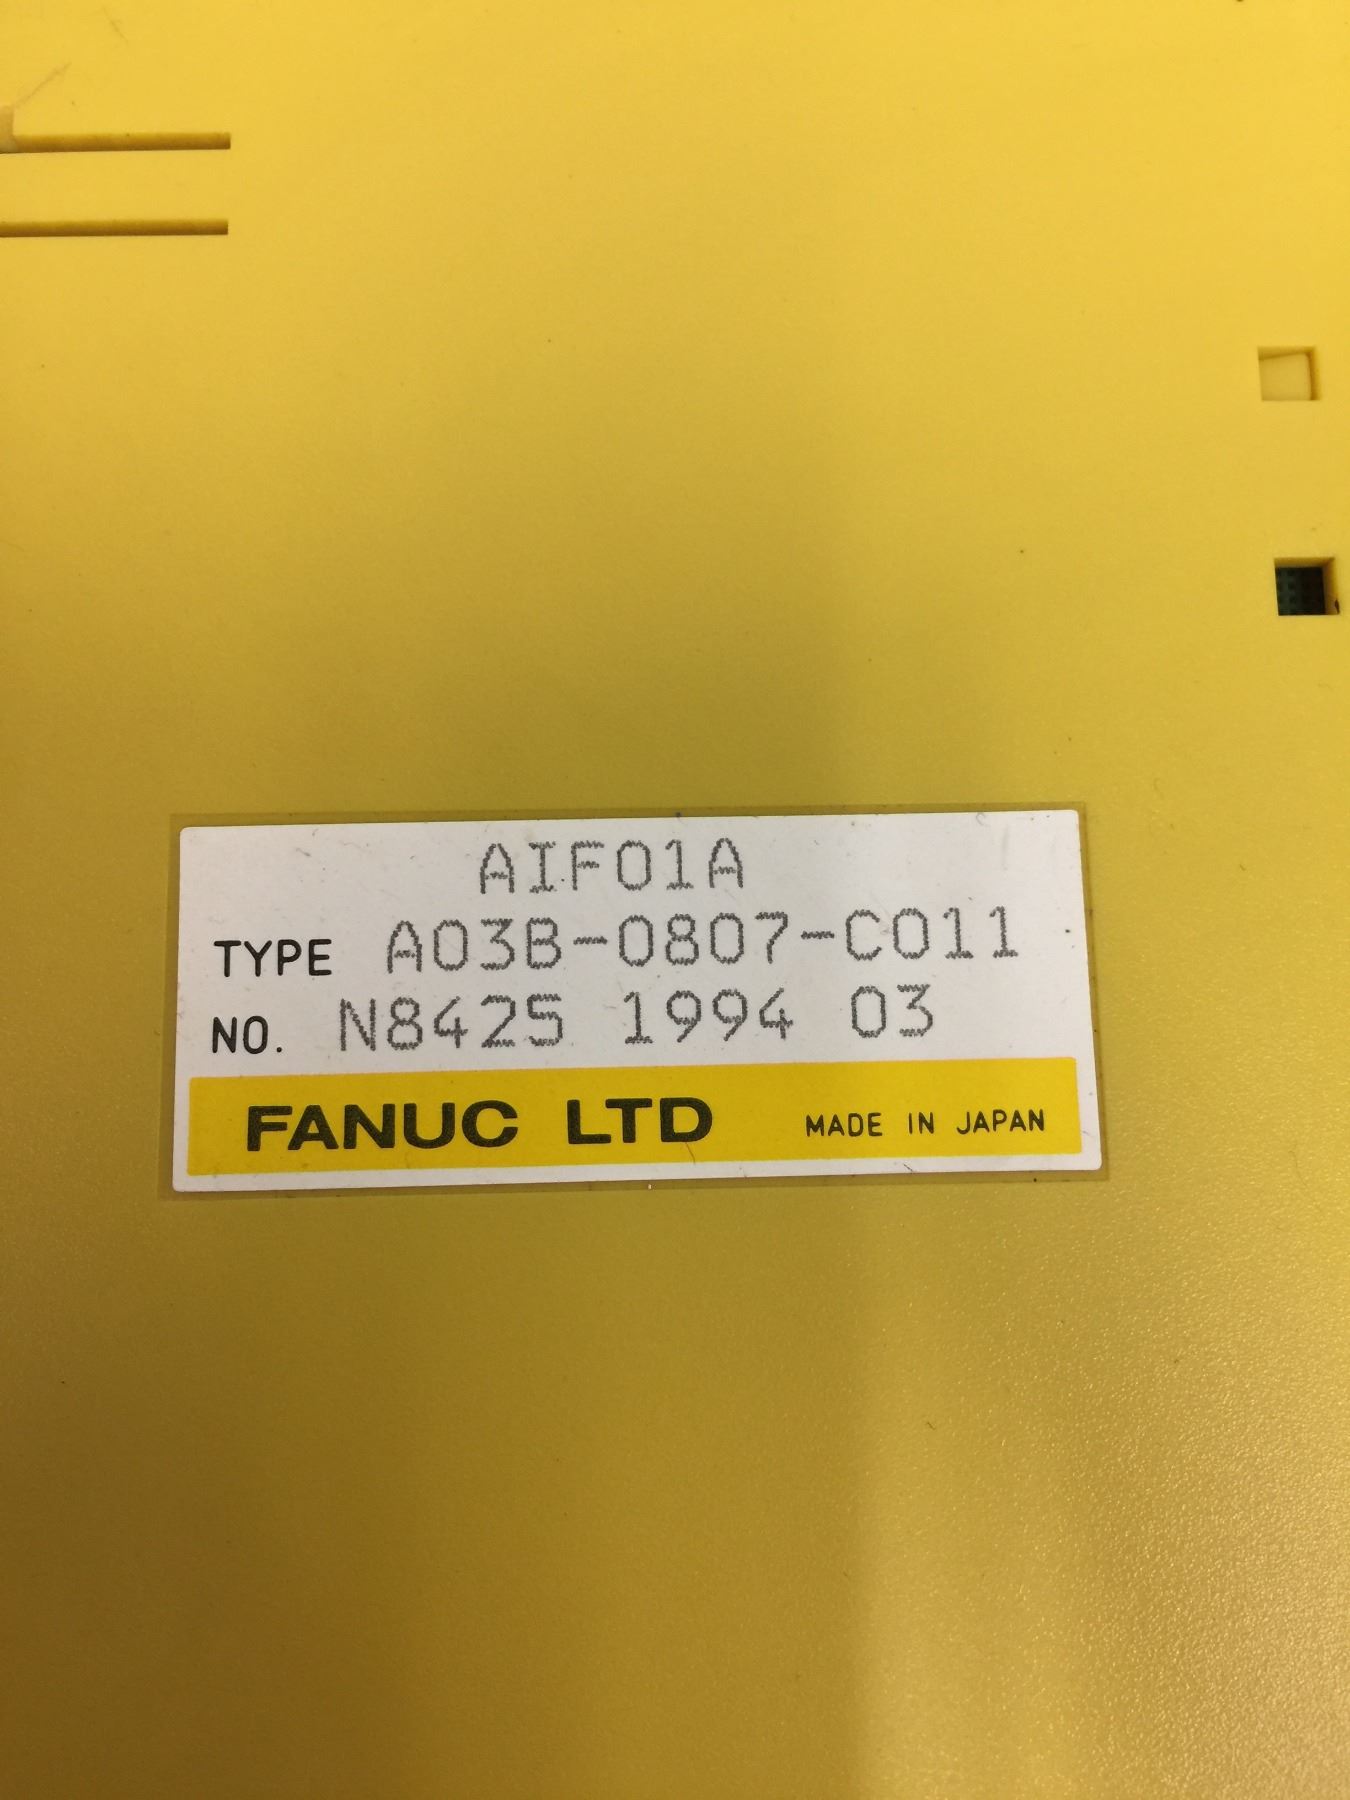 AIF01A
TYPE A03B-0807-C011
NO. N8425 1994 03
FANUC LTD MADE IN JAPAN